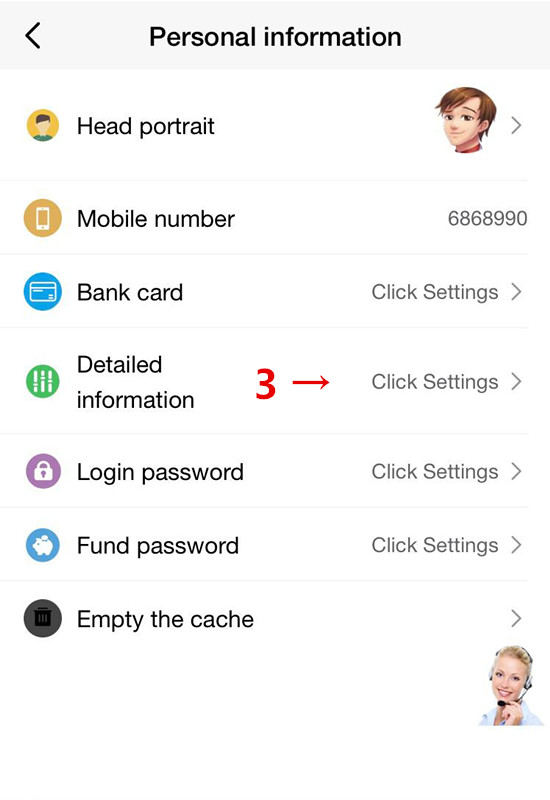 Personal information
Head portrait
Mobile number 6868990
Bank card Click Settings
Detailed
information
3 → Click Settings
Login password Click Settings
Fund password Click Settings
Empty the cache